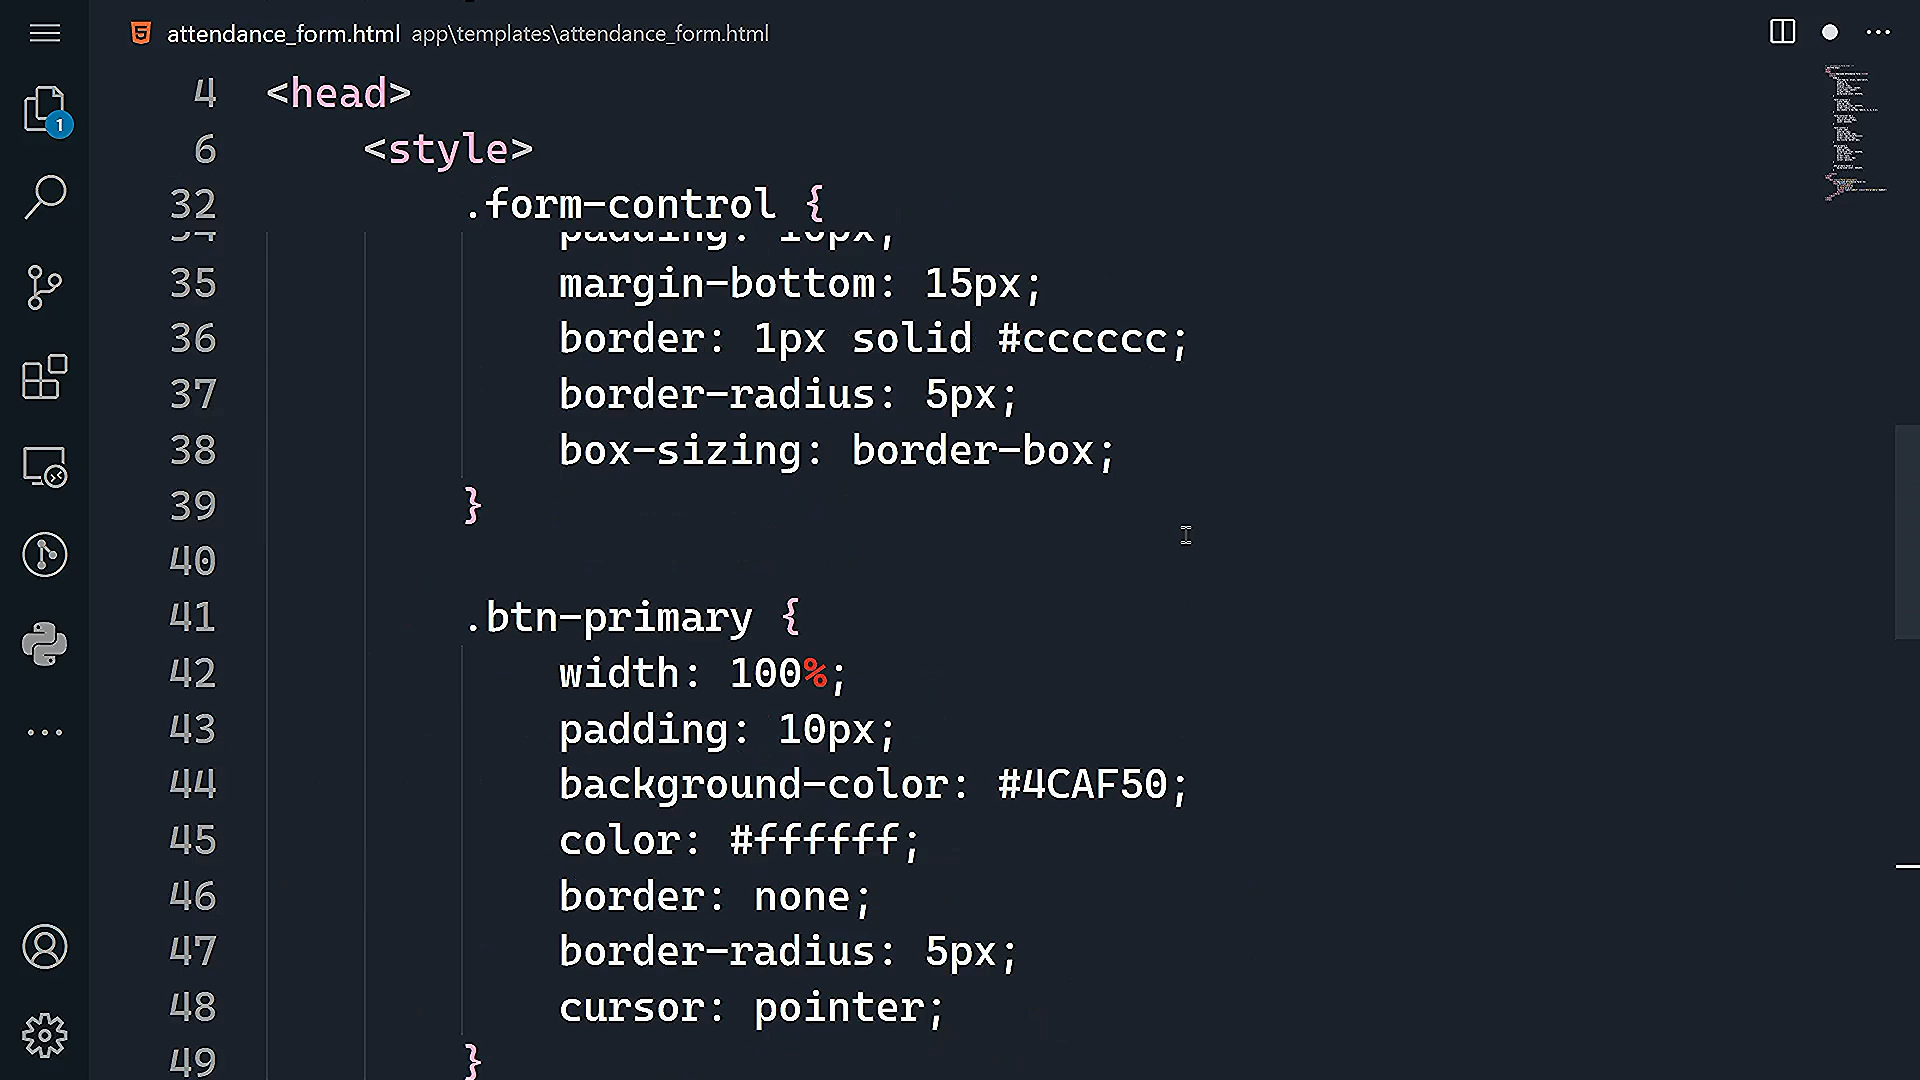 attendance_form.html app\templates\attendance_form.html
1
4 <head>
6 <style>
32 .form-control {
35 margin-bottom: 15px;
36 border: 1px solid #cccccc;
37 border-radius: 5px;
38 box-sizing: border-box;
39 }
40
41 .btn-primary {
42 width: 100%;
43 padding: 10px;
44 background-color: #4CAF50;
45 color: #ffffff;
46 border: none;
47 border-radius: 5px;
48 cursor: pointer;
49 }